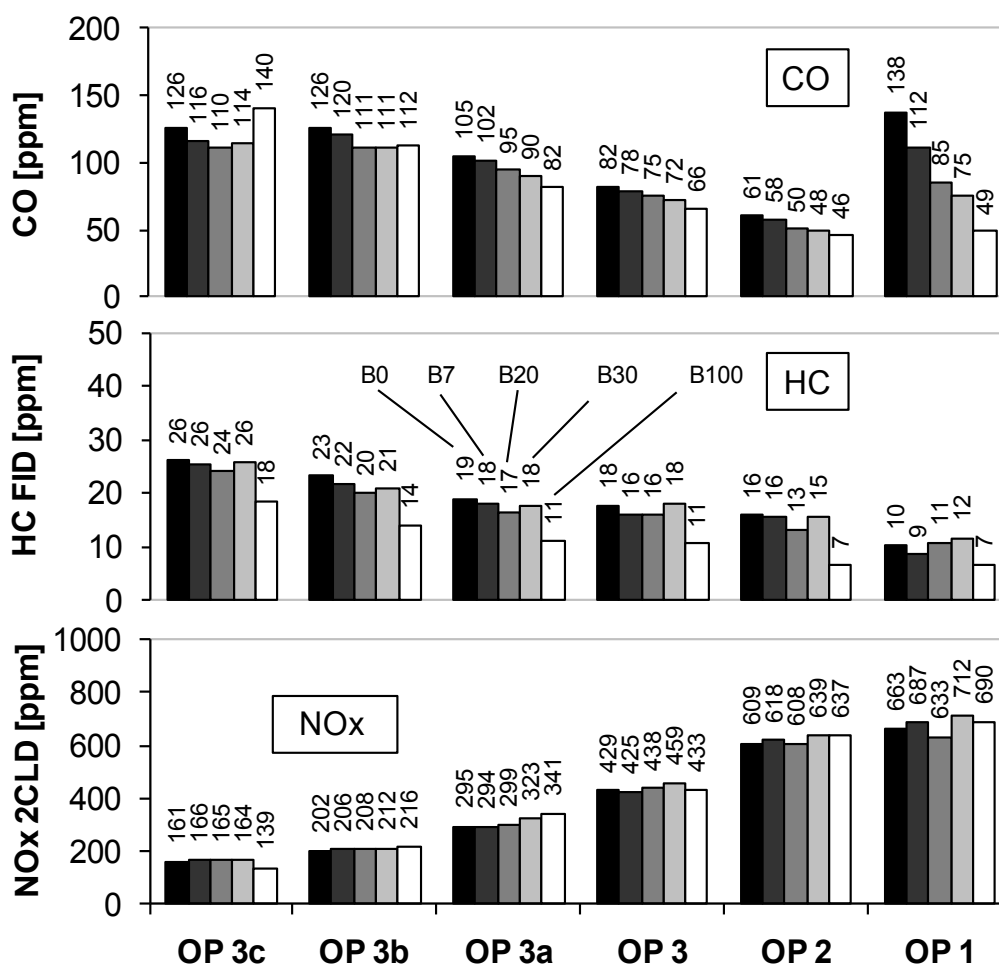 CO [ppm]
200
150
100
50
0
CO
126 116 110 114 140
126 120 111 111 112
105 102 95 90 82
82 78 75 72 66
61 58 50 48 46
138 112 85 75 49
HC FID [ppm]
50
40
30
20
10
0
B0 B7 B20 B30 B100
HC
26 26 24 26 18
23 22 20 21 14
19 18 17 18 11
18 16 16 18 11
16 16 13 15 7
10 9 11 12 7
NOx 2CLD [ppm]
1000
800
600
400
200
0
NOx
161 166 165 164 139
202 206 208 212 216
295 294 299 323 341
429 425 438 459 433
609 618 608 639 637
663 687 633 712 690
OP 3c OP 3b OP 3a OP 3 OP 2 OP 1